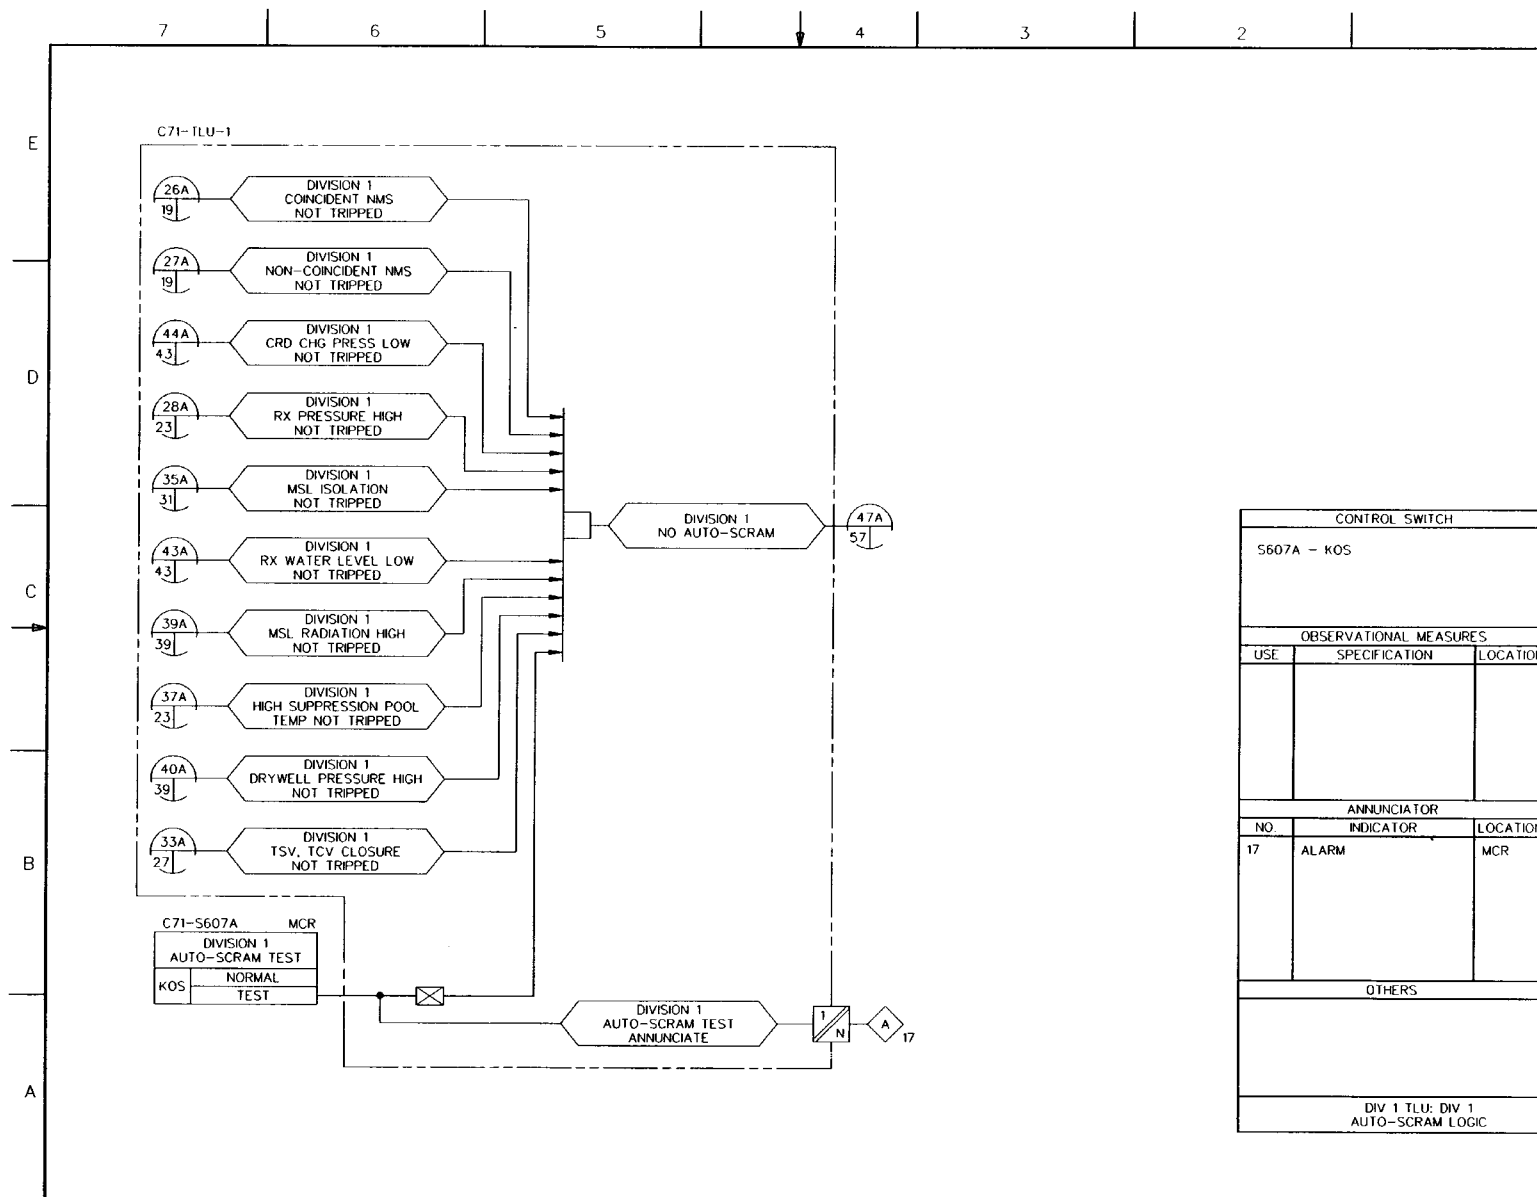 7 6 5 4 3 2
E
D
C
B
A
C71-TLU-1
26A
19
DIVISION 1
COINCIDENT NMS
NOT TRIPPED
27A
19
DIVISION 1
NON-COINCIDENT NMS
NOT TRIPPED
44A
43
DIVISION 1
CRD CHG PRESS LOW
NOT TRIPPED
28A
23
DIVISION 1
RX PRESSURE HIGH
NOT TRIPPED
35A
31
DIVISION 1
MSL ISOLATION
NOT TRIPPED
43A
43
DIVISION 1
RX WATER LEVEL LOW
NOT TRIPPED
39A
39
DIVISION 1
MSL RADIATION HIGH
NOT TRIPPED
37A
23
DIVISION 1
HIGH SUPPRESSION POOL
TEMP NOT TRIPPED
40A
39
DIVISION 1
DRYWELL PRESSURE HIGH
NOT TRIPPED
33A
27
DIVISION 1
TSV, TCV CLOSURE
NOT TRIPPED
DIVISION 1
NO AUTO-SCRAM
47A
57
C71-S607A MCR
DIVISION 1
AUTO-SCRAM TEST
KOS
NORMAL
TEST
DIVISION 1
AUTO-SCRAM TEST
ANNUNCIATE
1
N
A
17
CONTROL SWITCH
S607A - KOS
OBSERVATIONAL MEASURES
USE SPECIFICATION LOCATION
ANNUNCIATOR
NO. INDICATOR LOCATION
17 ALARM MCR
OTHERS
DIV 1 TLU: DIV 1
AUTO-SCRAM LOGIC